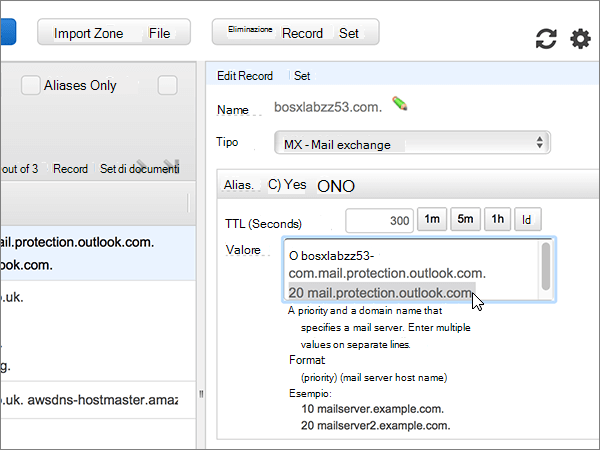 Import Zone File
Eliminazione Record Set
Aliases Only
Edit Record Set
Name bosxlabzz53.com.
Tipo MX - Mail exchange
out of 3 Record Set di documenti
Alias. C) Yes ONO
TTL (Seconds) 300 1m 5m 1h ld
ail.protection.outlook.com.
ook.com.
o.uk.
g.
o.uk. awsdns-hostmaster.amaz
Valore O bosxlabzz53-
com.mail.protection.outlook.com.
20 mail.protection.outlook.com
A priority and a domain name that
specifies a mail server. Enter multiple
values on separate lines.
Format:
(priority) (mail server host name)
Esempio:
10 mailserver.example.com.
20 mailserver2.example.com.